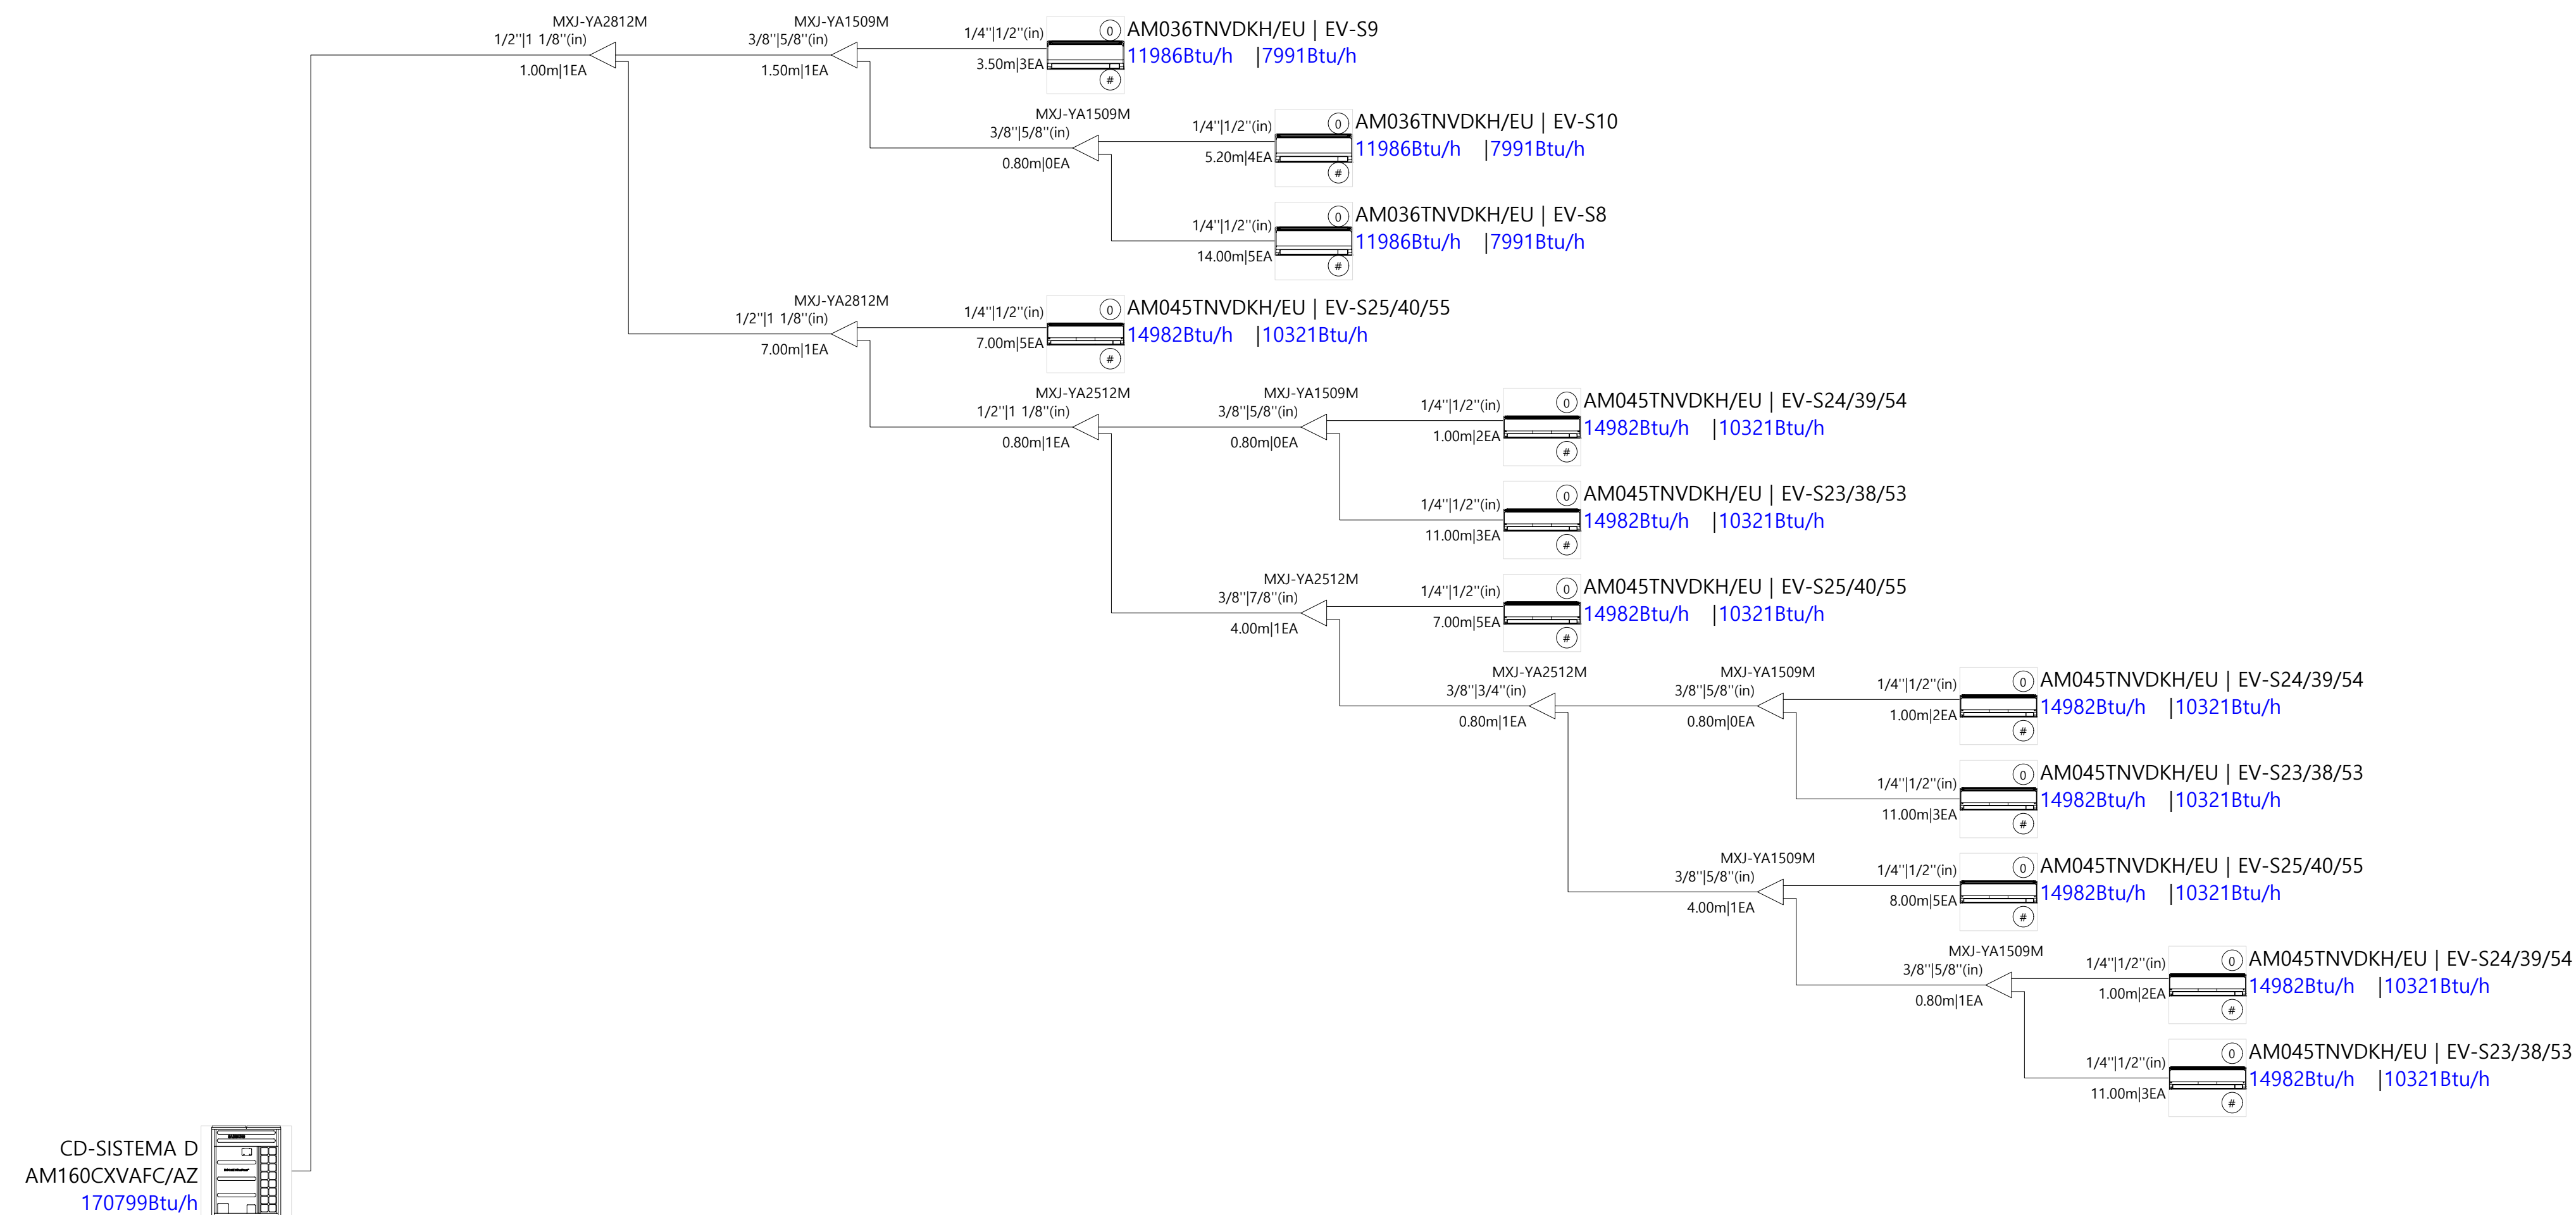 MXJ-YA2812M
1/2''|1 1/8''(in)
1.00m|1EA
MXJ-YA1509M
3/8''|5/8''(in)
1.50m|1EA
1/4''|1/2''(in)
3.50m|3EA
0
#
AM036TNVDKH/EU | EV-S9
11986Btu/h |7991Btu/h
MXJ-YA1509M
3/8''|5/8''(in)
0.80m|0EA
1/4''|1/2''(in)
5.20m|4EA
0
#
AM036TNVDKH/EU | EV-S10
11986Btu/h |7991Btu/h
1/4''|1/2''(in)
14.00m|5EA
0
#
AM036TNVDKH/EU | EV-S8
11986Btu/h |7991Btu/h
MXJ-YA2812M
1/2''|1 1/8''(in)
7.00m|1EA
1/4''|1/2''(in)
7.00m|5EA
0
#
AM045TNVDKH/EU | EV-S25/40/55
14982Btu/h |10321Btu/h
MXJ-YA2512M
1/2''|1 1/8''(in)
0.80m|1EA
MXJ-YA1509M
3/8''|5/8''(in)
0.80m|0EA
1/4''|1/2''(in)
1.00m|2EA
0
#
AM045TNVDKH/EU | EV-S24/39/54
14982Btu/h |10321Btu/h
1/4''|1/2''(in)
11.00m|3EA
0
#
AM045TNVDKH/EU | EV-S23/38/53
14982Btu/h |10321Btu/h
MXJ-YA2512M
3/8''|7/8''(in)
4.00m|1EA
1/4''|1/2''(in)
7.00m|5EA
0
#
AM045TNVDKH/EU | EV-S25/40/55
14982Btu/h |10321Btu/h
MXJ-YA2512M
3/8''|3/4''(in)
0.80m|1EA
MXJ-YA1509M
3/8''|5/8''(in)
0.80m|0EA
1/4''|1/2''(in)
1.00m|2EA
0
#
AM045TNVDKH/EU | EV-S24/39/54
14982Btu/h |10321Btu/h
1/4''|1/2''(in)
11.00m|3EA
0
#
AM045TNVDKH/EU | EV-S23/38/53
14982Btu/h |10321Btu/h
MXJ-YA1509M
3/8''|5/8''(in)
4.00m|1EA
1/4''|1/2''(in)
8.00m|5EA
0
#
AM045TNVDKH/EU | EV-S25/40/55
14982Btu/h |10321Btu/h
MXJ-YA1509M
3/8''|5/8''(in)
0.80m|1EA
1/4''|1/2''(in)
1.00m|2EA
0
#
AM045TNVDKH/EU | EV-S24/39/54
14982Btu/h |10321Btu/h
1/4''|1/2''(in)
11.00m|3EA
0
#
AM045TNVDKH/EU | EV-S23/38/53
14982Btu/h |10321Btu/h
CD-SISTEMA D
AM160CXVAFC/AZ
170799Btu/h